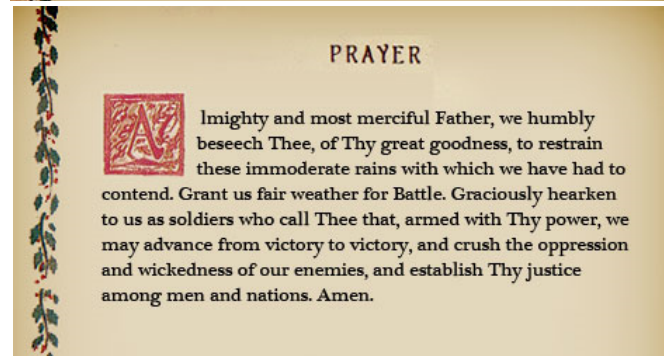 PRAYER
Almighty and most merciful Father, we humbly
beseech Thee, of Thy great goodness, to restrain
these immoderate rains with which we have had to
contend. Grant us fair weather for Battle. Graciously hearken
to us as soldiers who call Thee that, armed with Thy power, we
may advance from victory to victory, and crush the oppression
and wickedness of our enemies, and establish Thy justice
among men and nations. Amen.